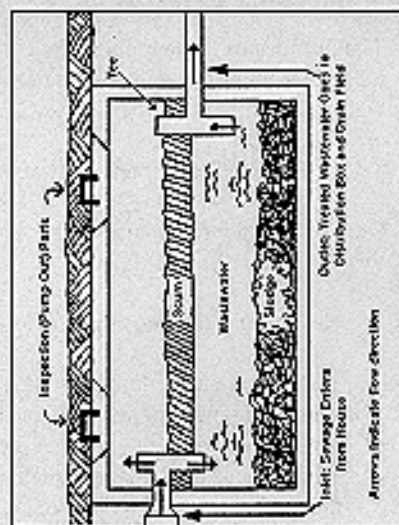 Inspection (Pump-Out) Ports
Tee
Scum
Wastewater
Sludge
Inlet: Sewage Enters
from House
Outlet: Treated Wastewater Goes to
Distribution Box and Drain Field
Arrows Indicate Flow direction